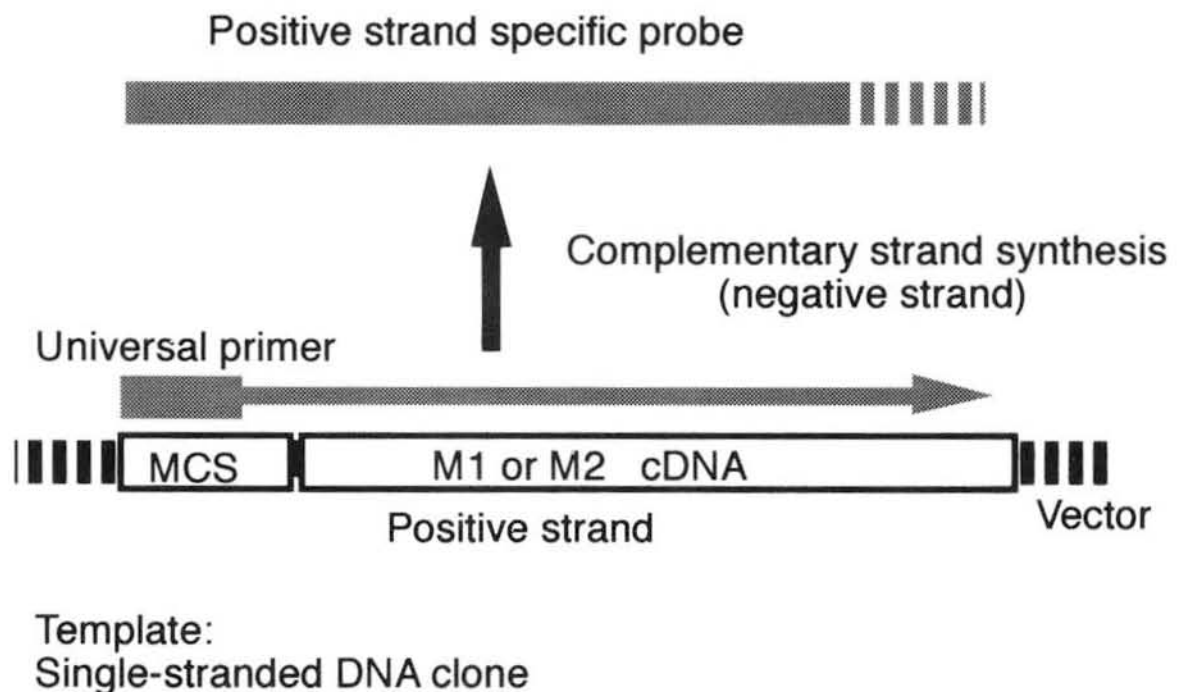 Positive strand specific probe
Complementary strand synthesis
(negative strand)
Universal primer
MCS
M1 or M2 cDNA
Positive strand
Vector
Template:
Single-stranded DNA clone